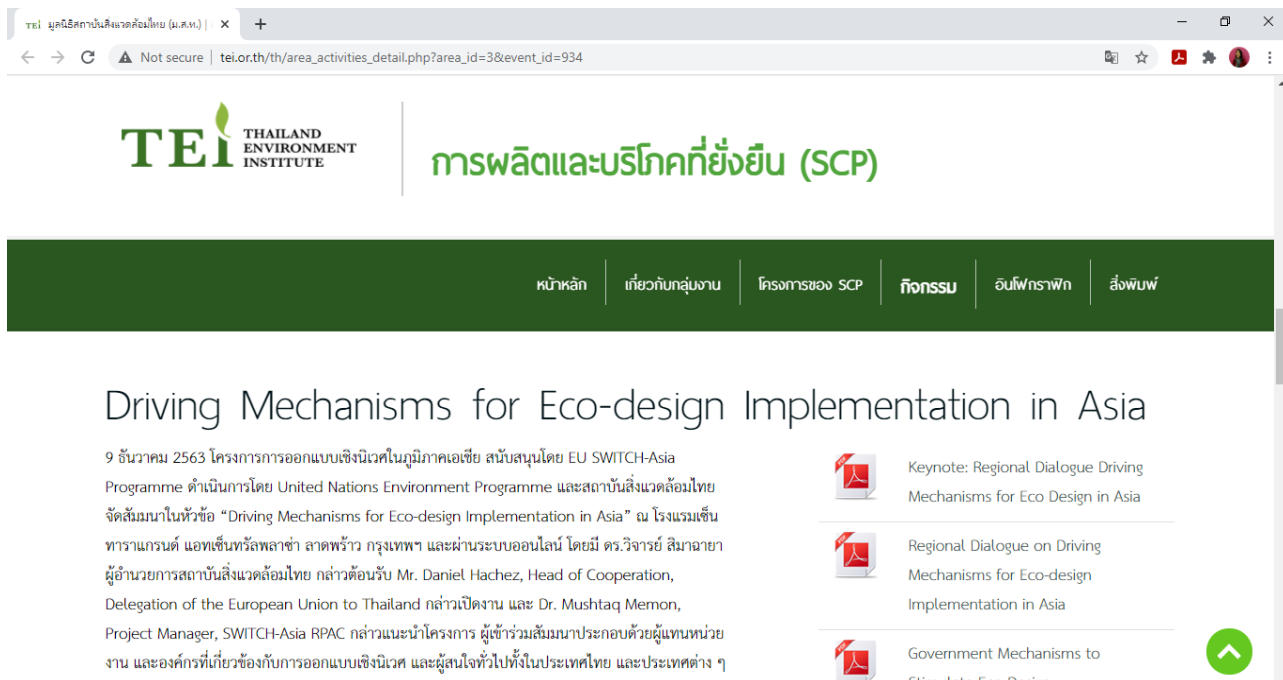 TEI มูลนิธิสถาบันสิ่งแวดล้อมไทย (ม.ส.ท.) |
Not secure | tei.or.th/th/area_activities_detail.php?area_id=3&event_id=934
TEI THAILAND
ENVIRONMENT
INSTITUTE
การผลิตและบริโภคที่ยั่งยืน (SCP)
หน้าหลัก เกี่ยวกับกลุ่มงาน โครงการของ SCP กิจกรรม อินโฟกราฟิก สิ่งพิมพ์
Driving Mechanisms for Eco-design Implementation in Asia
9 ธันวาคม 2563 โครงการการออกแบบเชิงนิเวศในภูมิภาคเอเชีย สนับสนุนโดย EU SWITCH-Asia
Programme ดำเนินการโดย United Nations Environment Programme และสถาบันสิ่งแวดล้อมไทย
จัดสัมมนาในหัวข้อ “Driving Mechanisms for Eco-design Implementation in Asia” ณ โรงแรมเซ็น
ทาราแกรนด์ แอทเซ็นทรัลพลาซ่า ลาดพร้าว กรุงเทพฯ และผ่านระบบออนไลน์ โดยมี ดร.วิจารย์ สิมาฉายา
ผู้อำนวยการสถาบันสิ่งแวดล้อมไทย กล่าวต้อนรับ Mr. Daniel Hachez, Head of Cooperation,
Delegation of the European Union to Thailand กล่าวเปิดงาน และ Dr. Mushtaq Memon,
Project Manager, SWITCH-Asia RPAC กล่าวแนะนำโครงการ ผู้เข้าร่วมสัมมนาประกอบด้วยผู้แทนหน่วย
งาน และองค์กรที่เกี่ยวข้องกับการออกแบบเชิงนิเวศ และผู้สนใจทั่วไปทั้งในประเทศไทย และประเทศต่าง ๆ
Keynote: Regional Dialogue Driving
Mechanisms for Eco Design in Asia
Regional Dialogue on Driving
Mechanisms for Eco-design
Implementation in Asia
Government Mechanisms to